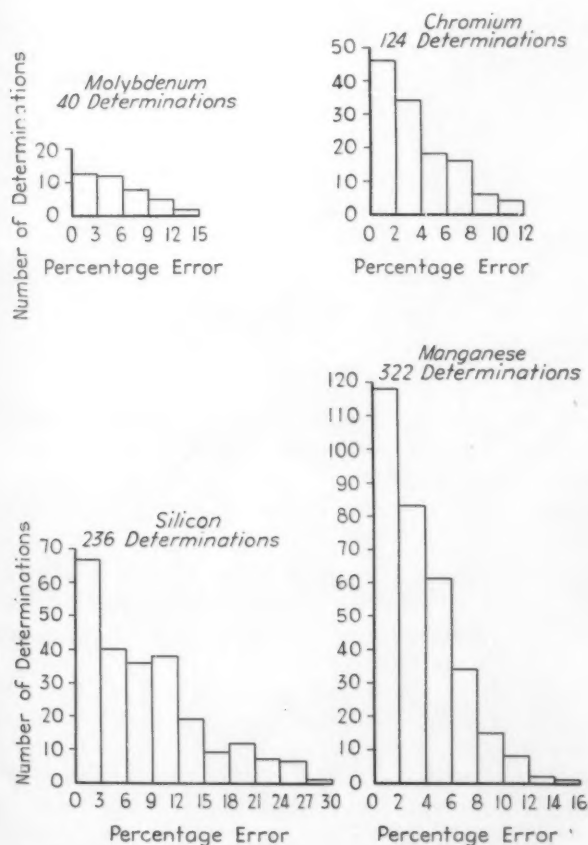 Molybdenum
40 Determinations
Number of Determinations
20
10
0
0 3 6 9 12 15
Percentage Error
Chromium
124 Determinations
50
40
30
20
10
0
0 2 4 6 8 10 12
Percentage Error
Silicon
236 Determinations
Number of Determinations
70
60
50
40
30
20
10
0
0 3 6 9 12 15 18 21 24 27 30
Percentage Error
Manganese
322 Determinations
120
110
100
90
80
70
60
50
40
30
20
10
0
0 2 4 6 8 10 12 14 16
Percentage Error